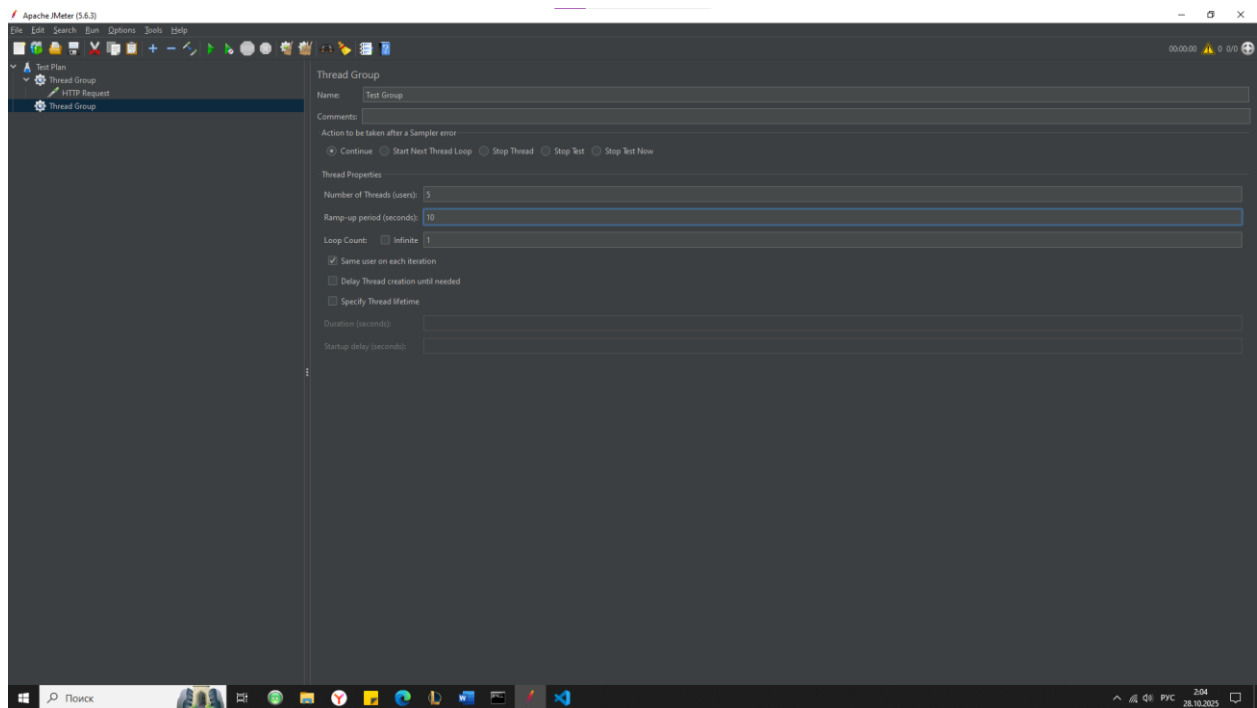 Apache JMeter (5.6.3)
File Edit Search Run Options Tools Help
00:00:00 0 0/0
Test Plan
Thread Group
HTTP Request
Thread Group
Thread Group
Name: Test Group
Comments:
Action to be taken after a Sampler error
Continue Start Next Thread Loop Stop Thread Stop Test Stop Test Now
Thread Properties
Number of Threads (users): 5
Ramp-up period (seconds): 10
Loop Count: Infinite 1
Same user on each iteration
Delay Thread creation until needed
Specify Thread lifetime
Duration (seconds):
Startup delay (seconds):
Поиск
РУС
2:04
28.10.2025